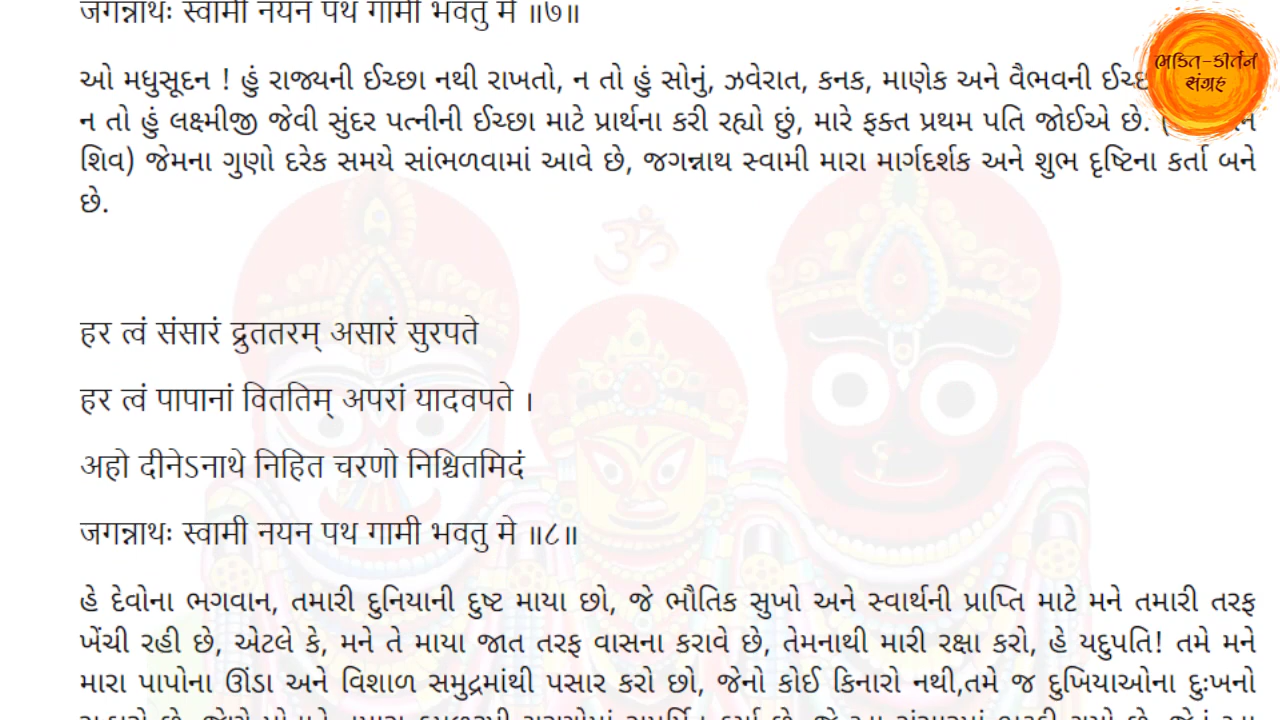 जगन्नाथः स्वामी नयन पथ गामी भवतु मे ॥७॥
ઓ મધુસૂદન ! હું રાજ્યની ઈચ્છા નથી રાખતો, ન તો હું સોનું, ઝવેરાત, કનક, માણેક અને વૈભવની
ન તો હું લક્ષ્મીજી જેવી સુંદર પત્નીની ઈચ્છા માટે પ્રાર્થના કરી રહ્યો છું, મારે ફક્ત પ્રથમ પતિ જોઈએ છે.
શિવ) જેમના ગુણો દરેક સમયે સાંભળવામાં આવે છે, જગન્નાથ સ્વામી મારા માર્ગદર્શક અને શુભ દૃષ્ટિના કર્તા બને
છે.
ભક્તિ-કીર્તન
સંગ્રહ
ॐ
हर त्वं संसारं द्रुततरम् असारं सुरपते
हर त्वं पापानां विततिम् अपरां यादवपते ।
अहो दीनेऽनाथे निहित चरणो निश्चितमिदं
जगन्नाथः स्वामी नयन पथ गामी भवतु मे ॥८॥
હે દેવોના ભગવાન, તમારી દુનિયાની દુષ્ટ માયા છો, જે ભૌતિક સુખો અને સ્વાર્થની પ્રાપ્તિ માટે મને તમારી તરફ
ખેંચી રહી છે, એટલે કે, મને તે માયા જાત તરફ વાસના કરાવે છે, તેમનાથી મારી રક્ષા કરો, હે યદુપતિ! તમે મને
મારા પાપોના ઊંડા અને વિશાળ સમુદ્રમાંથી પસાર કરો છો, જેનો કોઈ કિનારો નથી,તમે જ દુખિયાઓના દુઃખનો